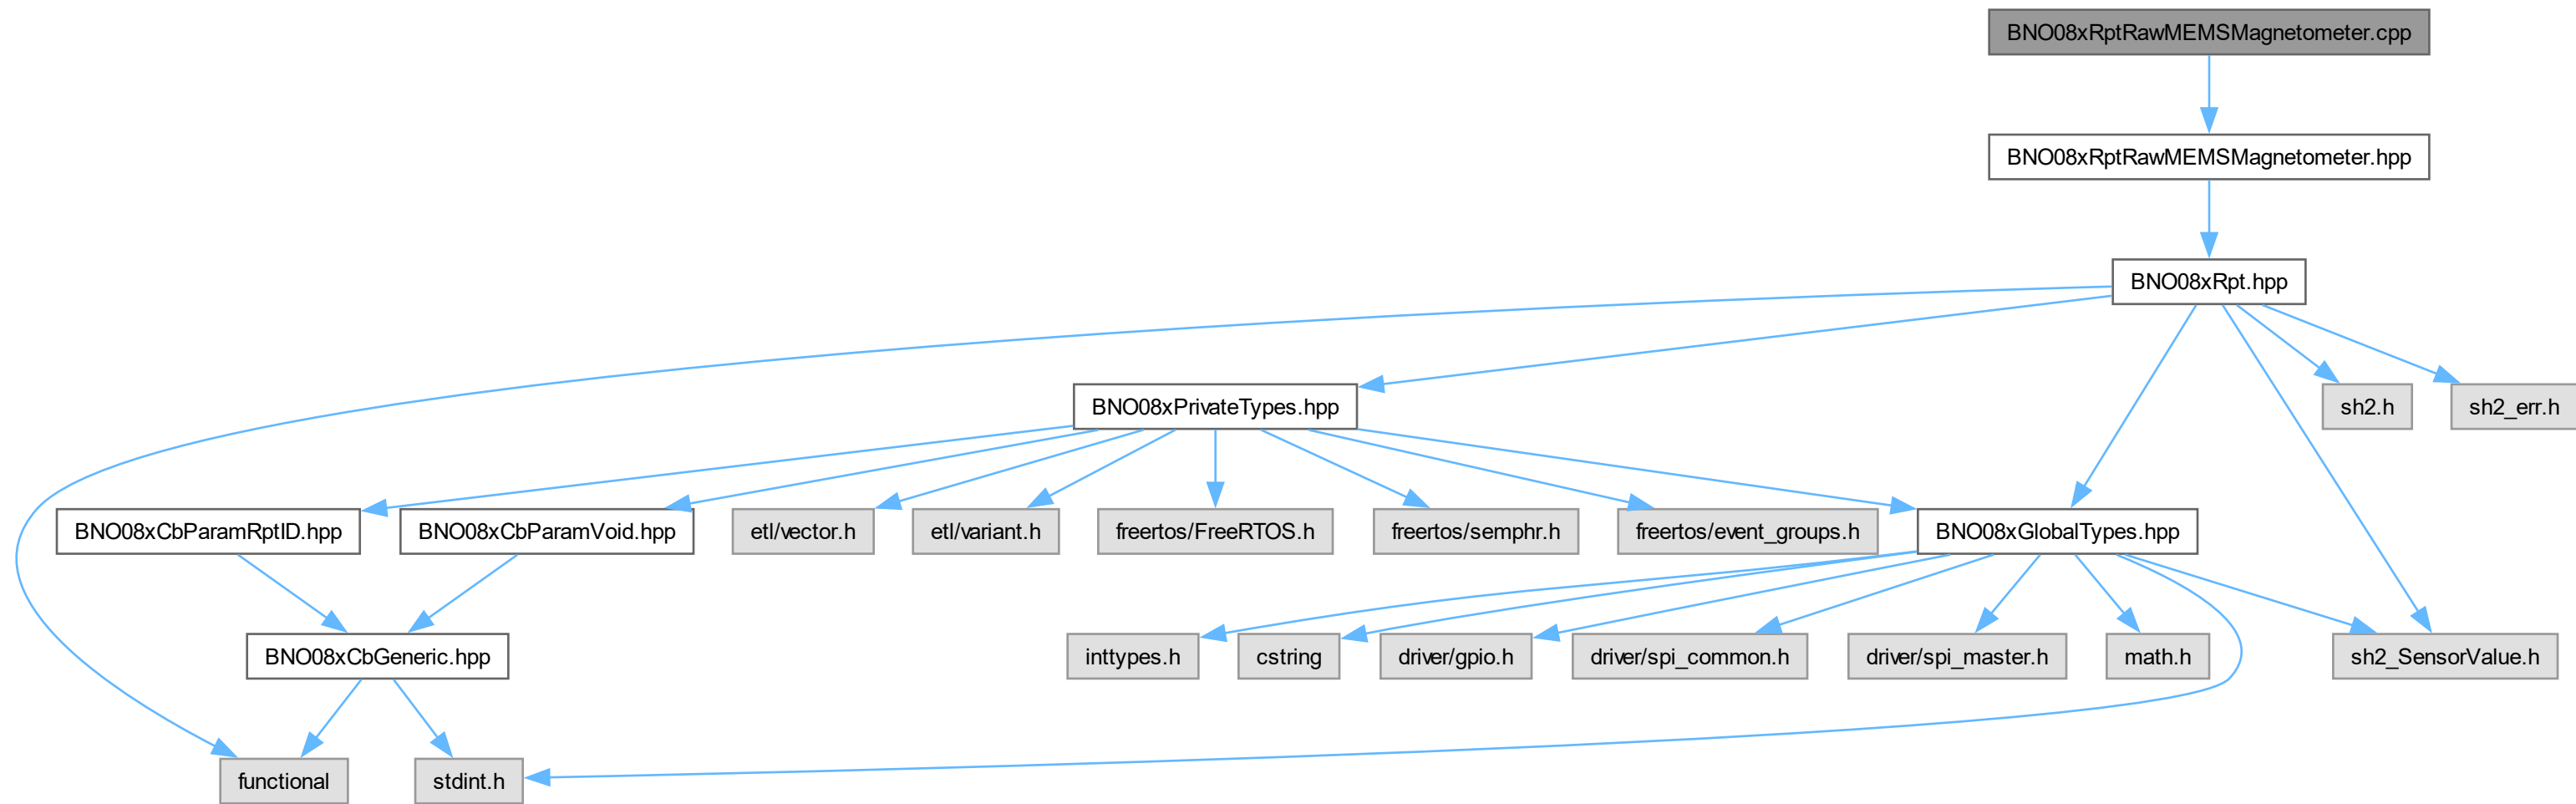 BNO08xRptRawMEMSMagnetometer.cpp
BNO08xRptRawMEMSMagnetometer.hpp
BNO08xRpt.hpp
BNO08xPrivateTypes.hpp
sh2.h
sh2_err.h
BNO08xCbParamRptID.hpp
BNO08xCbParamVoid.hpp
etl/vector.h
etl/variant.h
freertos/FreeRTOS.h
freertos/semphr.h
freertos/event_groups.h
BNO08xGlobalTypes.hpp
BNO08xCbGeneric.hpp
inttypes.h
cstring
driver/gpio.h
driver/spi_common.h
driver/spi_master.h
math.h
sh2_SensorValue.h
functional
stdint.h